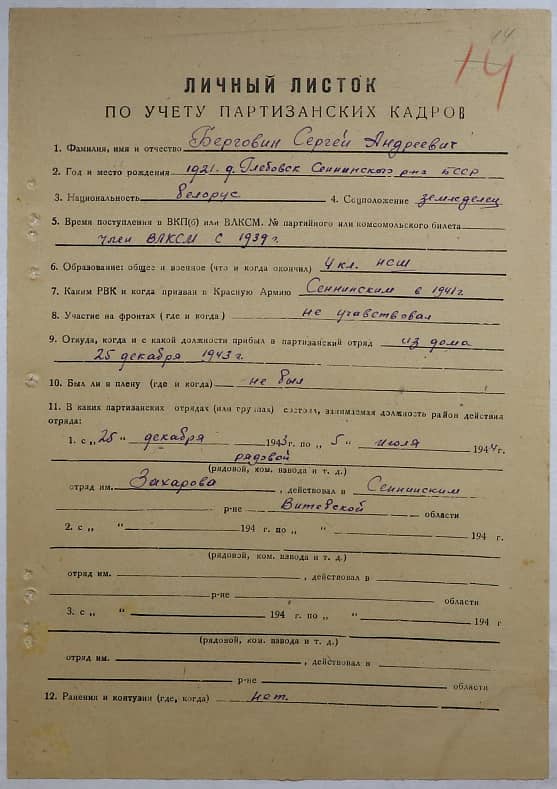 14
14
ЛИЧНЫЙ ЛИСТОК
ПО УЧЕТУ ПАРТИЗАНСКИХ КАДРОВ
1. Фамилия, имя и отчество Берговин Сергей Андреевич
2. Год и место рождения 1921. д. Глебовск Сеннинского р-на БССР
3. Национальность белорус 4. Соцположение земледелец
5. Время поступления в ВКП(б) или ВЛКСМ. № партийного или комсомольского билета
член ВЛКСМ с 1939 г.
6. Образование: общее и военное (что и когда окончил) 4 кл. НСШ
7. Каким РВК и когда призван в Красную Армию Сеннинским в 1941 г
8. Участие на фронтах (где и когда) не учавствовал
9. Откуда, когда и с какой должности прибыл в партизанский отряд из дома
25 декабря 1943 г.
10. Был ли в плену (где и когда) не был
11. В каких партизанских отрядах (или группах) состоял, занимаемая должность район действия
отряда:
1. с „25“ декабря 1943г. по „5“ июля 1944г.
рядовой
(рядовой, ком. взвода и т. д.)
отряд им. Захарова, действовал в Сеннинским
р-не Витебской области
2. с „ “ 194 г. по „ “ 194 г.
(рядовой, ком. взвода и т. д.)
отряд им. , действовал в
р-не области
3. с „ “ 194 г. по „ “ 194 г
(рядовой, ком. взвода и т. д.)
отряд им. , действовал в
р-не области
12. Ранения и контузии (где, когда) нет.